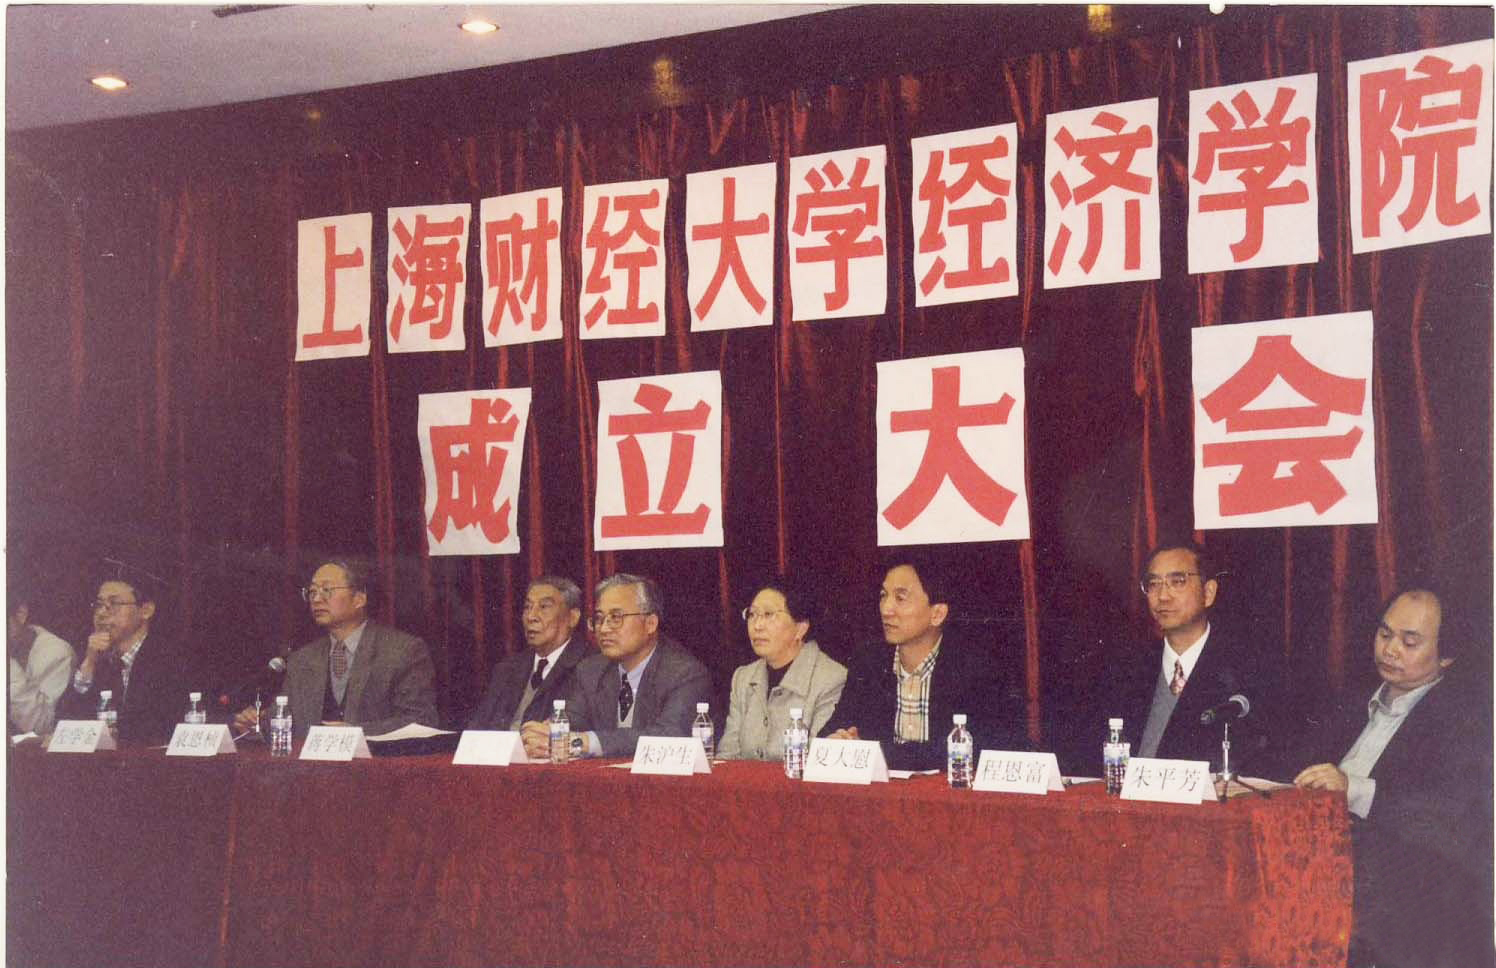 上海财经大学经济学院
成立大会
左学金
袁恩桢
蒋学模
朱沪生
夏大慰
程恩富
朱平芳